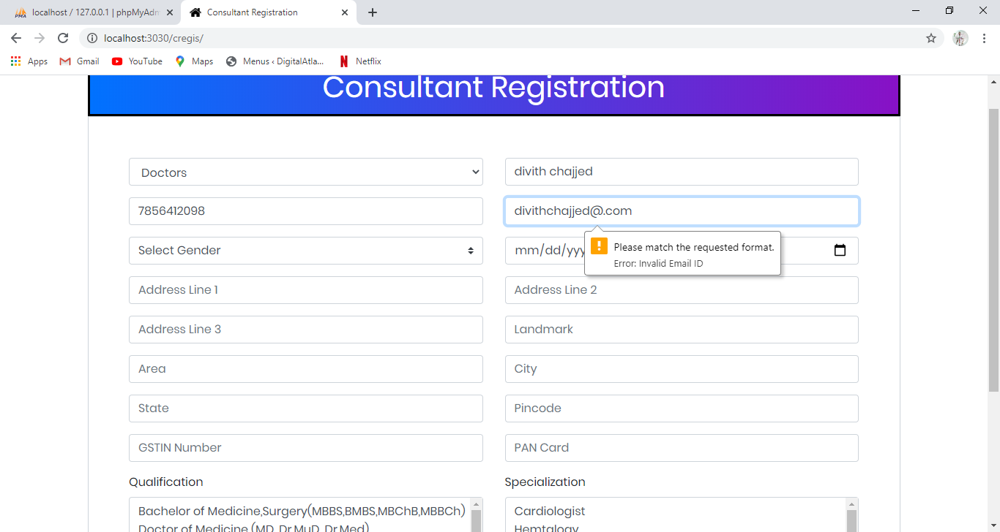 PMA localhost / 127.0.0.1 | phpMyAdm
Consultant Registration
localhost:3030/cregis/
Apps
Gmail
YouTube
Maps
Menus ‹ DigitalAtla...
Netflix
Consultant Registration
Doctors
divith chajjed
7856412098
divithchajjed@.com
Select Gender
mm/dd/yyy
Please match the requested format.
Error: Invalid Email ID
Address Line 1
Address Line 2
Address Line 3
Landmark
Area
City
State
Pincode
GSTIN Number
PAN Card
Qualification
Specialization
Bachelor of Medicine,Surgery(MBBS,BMBS,MBChB,MBBCh)
Cardiologist
Doctor of Medicine (MD, Dr.MuD, Dr.Med)
Hemtalogy